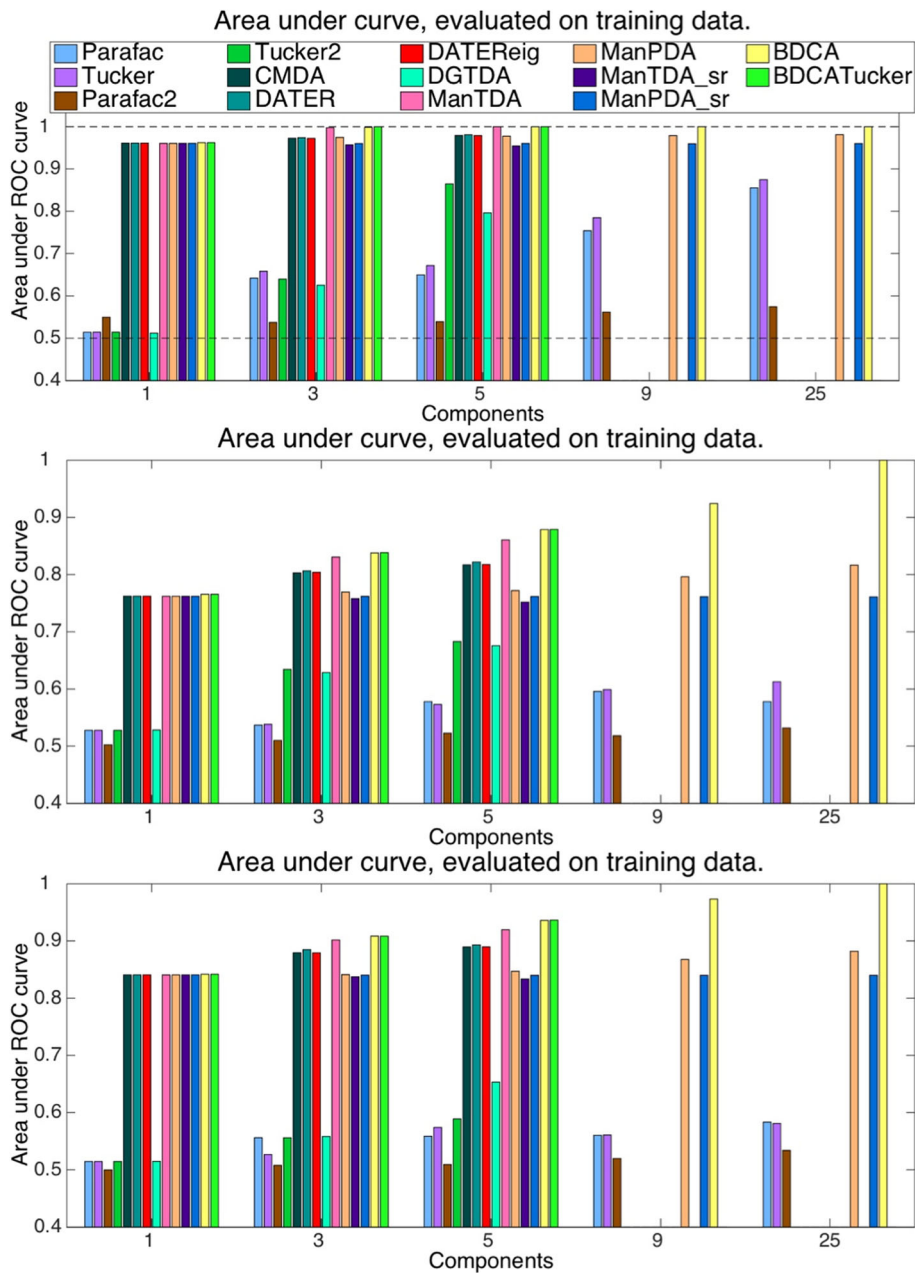 Area under curve, evaluated on training data.
Parafac Tucker2 DATEReig ManPDA BDCA
Tucker CMDA DGTDA ManTDA_sr BDCATucker
Parafac2 DATER ManTDA ManPDA_sr
Area under ROC curve
1
0.9
0.8
0.7
0.6
0.5
0.4
1 3 5 9 25
Components
Area under curve, evaluated on training data.
Area under ROC curve
1
0.9
0.8
0.7
0.6
0.5
0.4
1 3 5 9 25
Components
Area under curve, evaluated on training data.
Area under ROC curve
1
0.9
0.8
0.7
0.6
0.5
0.4
1 3 5 9 25
Components